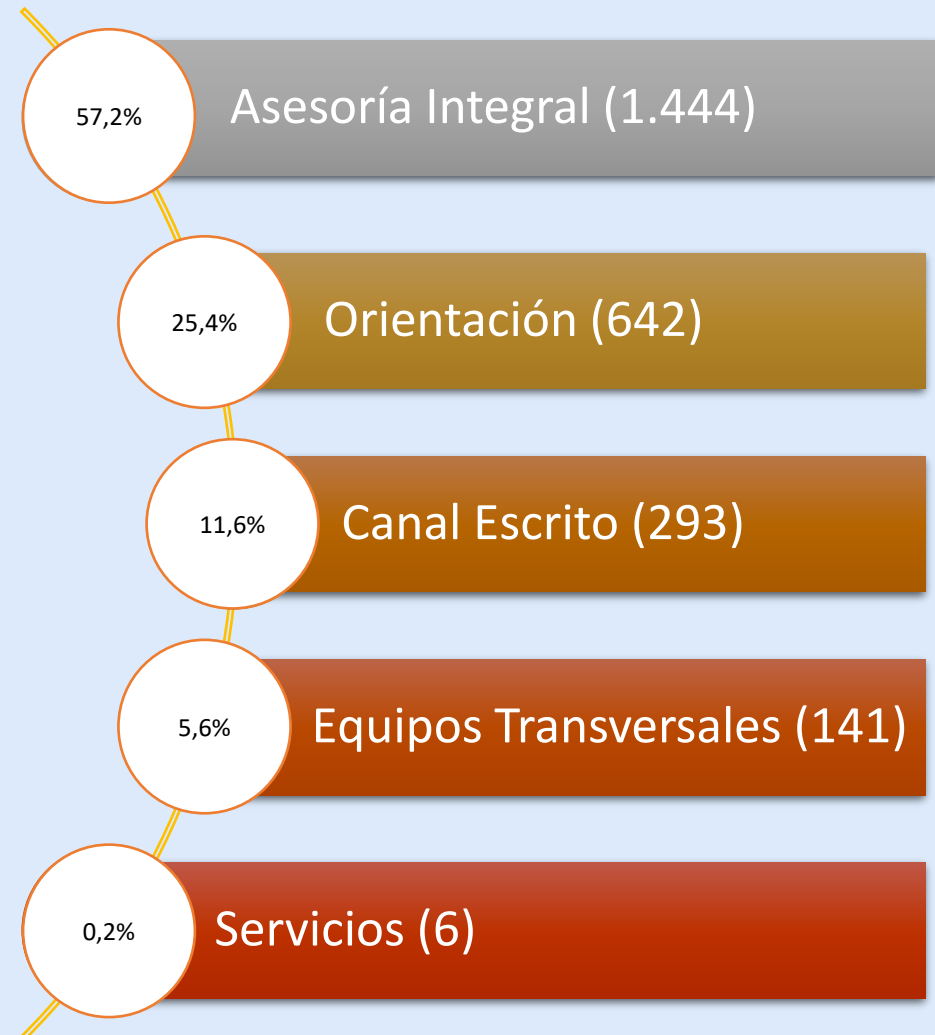 57,2%
Asesoría Integral (1.444)
25,4%
Orientación (642)
11,6%
Canal Escrito (293)
5,6%
Equipos Transversales (141)
0,2%
Servicios (6)